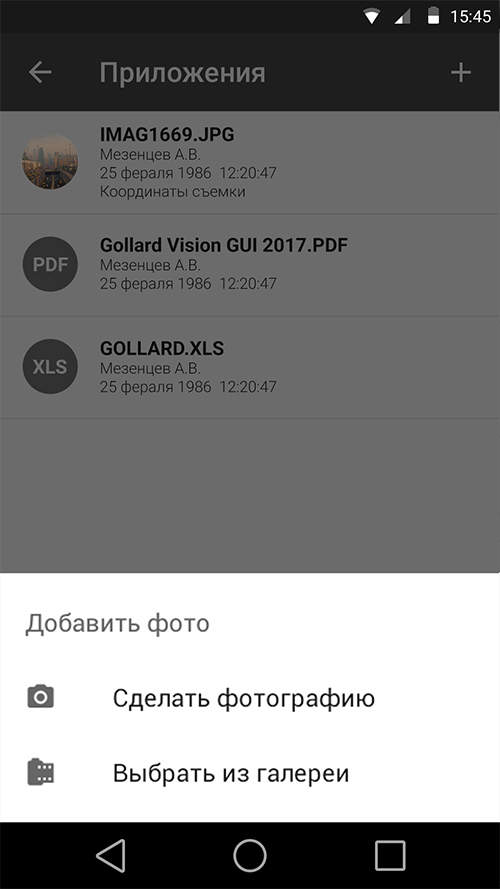 15:45
Приложения
IMAG1669.JPG
Мезенцев А.В.
25 фераля 1986 12:20:47
Координаты съемки
PDF
Gollard Vision GUI 2017.PDF
Мезенцев А.В.
25 фераля 1986 12:20:47
XLS
GOLLARD.XLS
Мезенцев А.В.
25 фераля 1986 12:20:47
Добавить фото
Сделать фотографию
Выбрать из галереи